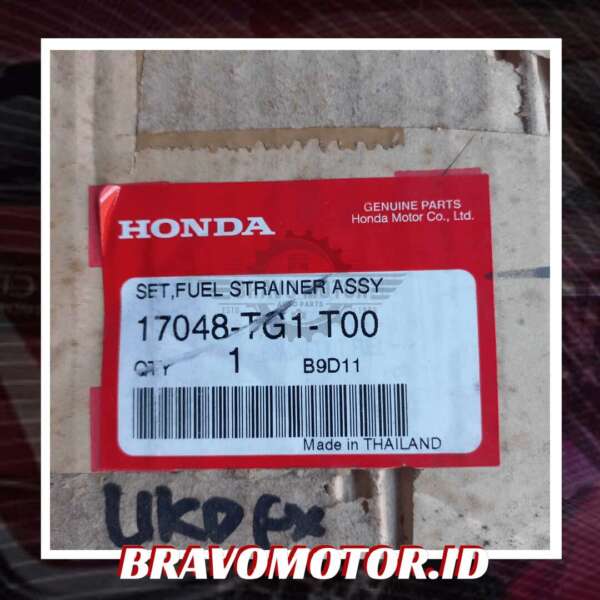 HONDA
GENUINE PARTS
Honda Motor Co., Ltd.
SET,FUEL STRAINER ASSY
17048-TG1-T00
QTY 1 B9D11
Made in THAILAND
BRAVOMOTOR.ID